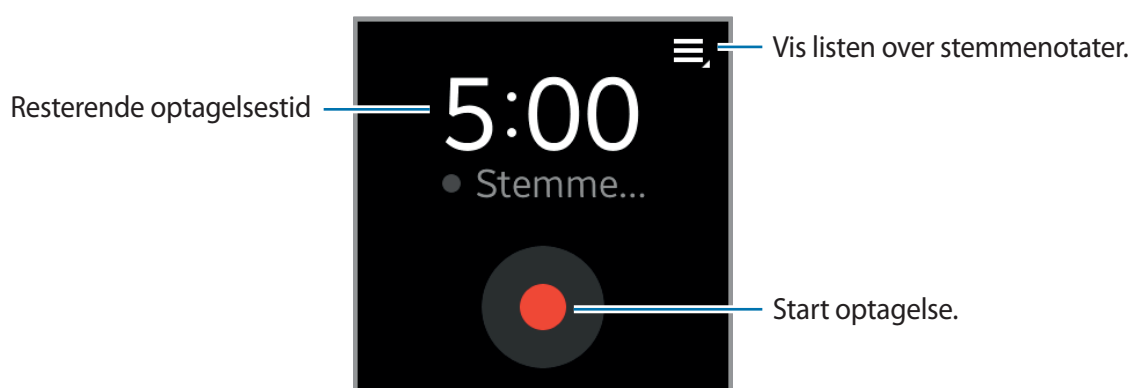 Vis listen over stemmenotater.
Resterende optagelsestid
5:00
Stemme...
Start optagelse.